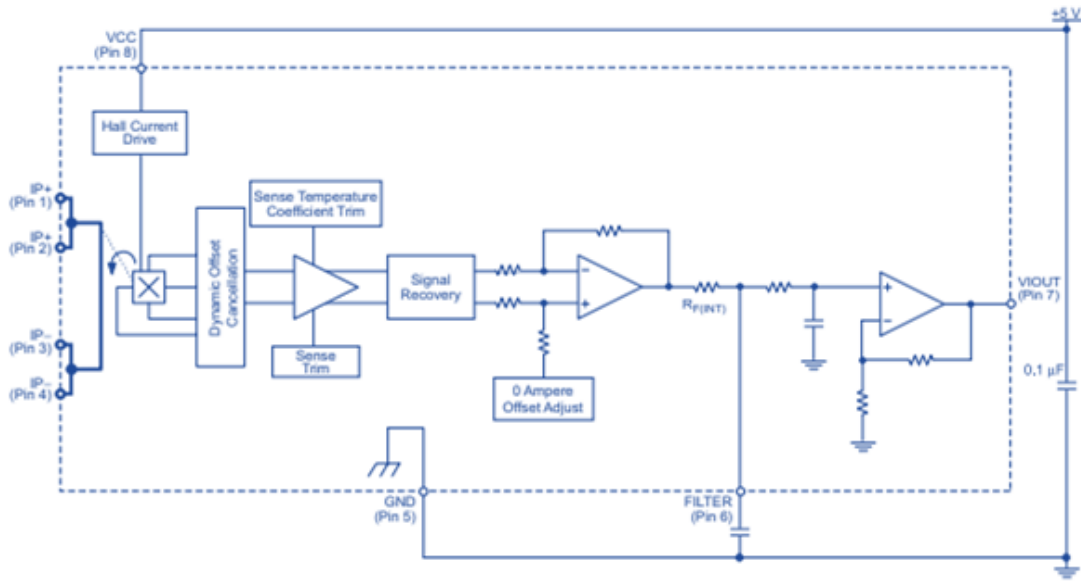 +5 V
VCC
(Pin 8)
Hall Current
Drive
IP+
(Pin 1)
IP+
(Pin 2)
IP−
(Pin 3)
IP−
(Pin 4)
Dynamic Offset
Cancellation
Sense Temperature
Coefficient Trim
Sense
Trim
Signal
Recovery
0 Ampere
Offset Adjust
−
+
RF(INT)
+
−
VIOUT
(Pin 7)
0.1 µF
GND
(Pin 5)
FILTER
(Pin 6)